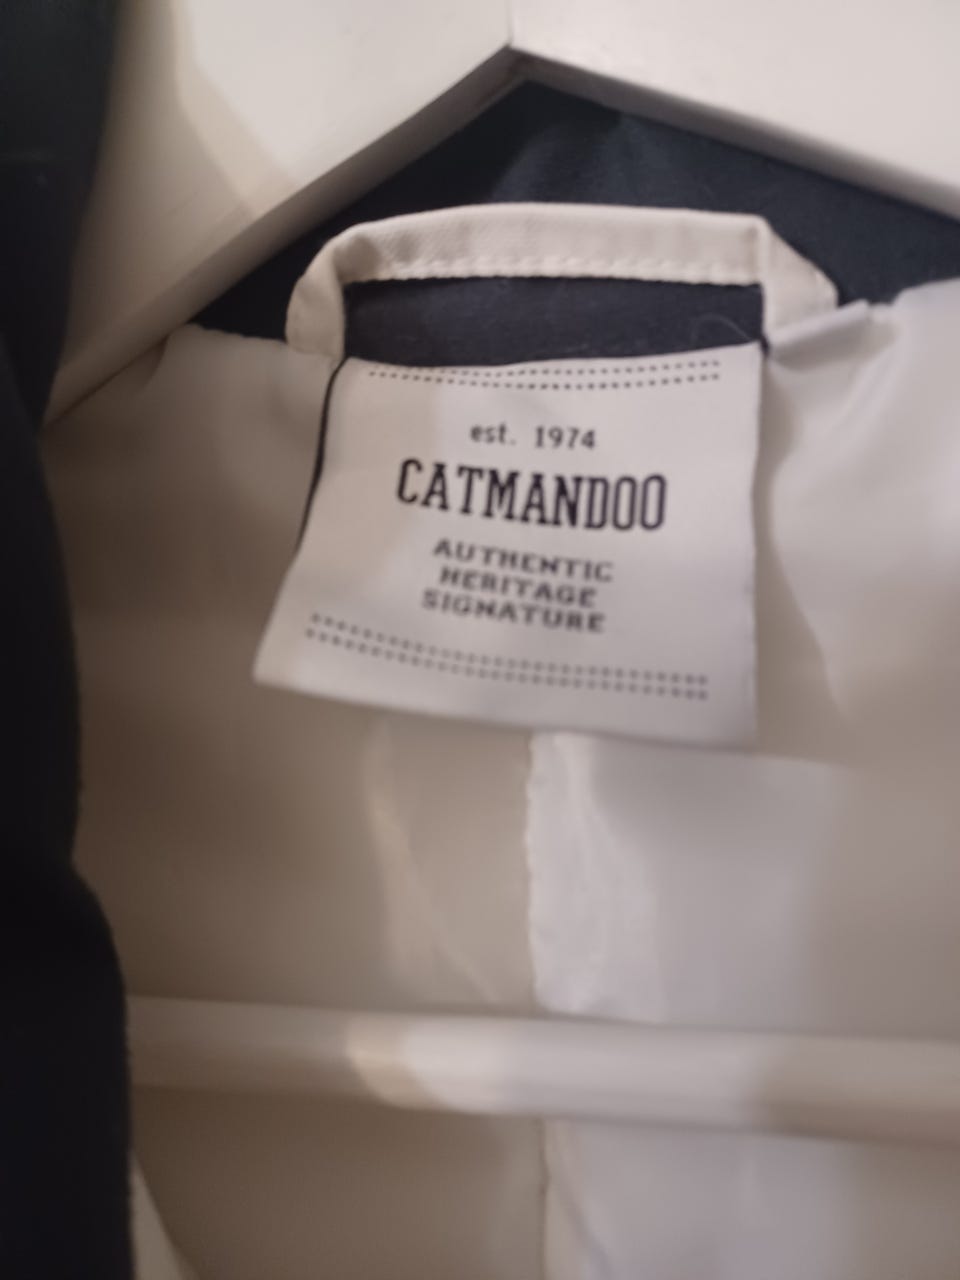 est. 1974
CATMANDOO
AUTHENTIC
HERITAGE
SIGNATURE